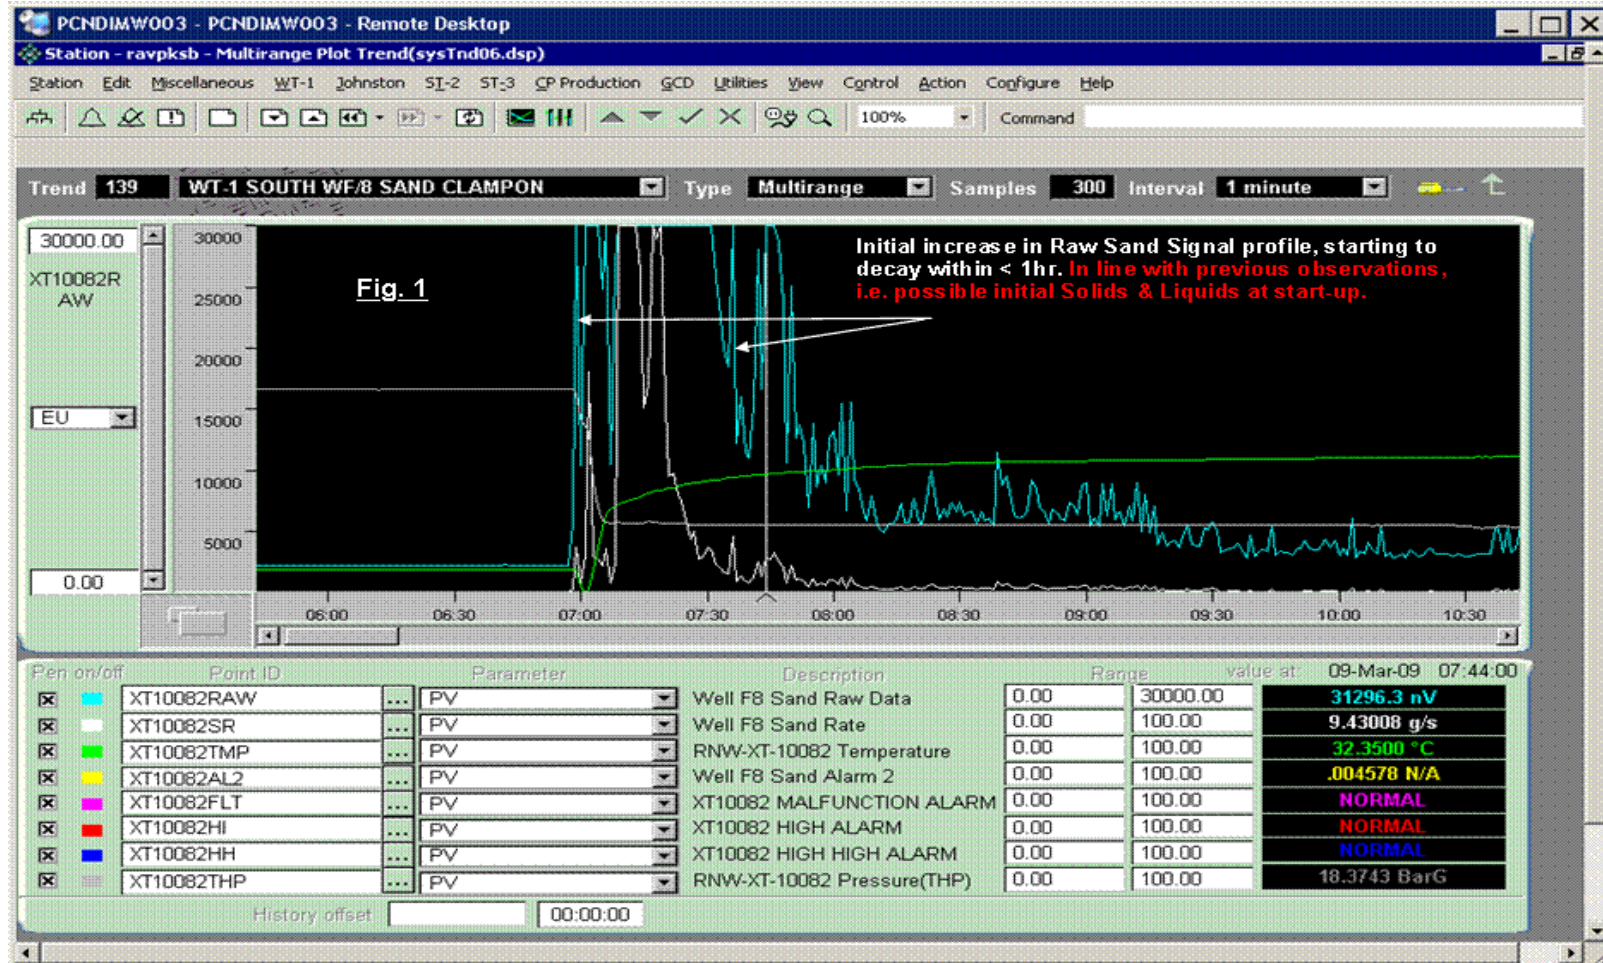 PCNDIMW003 - PCNDIMW003 - Remote Desktop
Station - ravpksb - Multirange Plot Trend(sysTnd06.dsp)
Station Edit Miscellaneous WT-1 Johnston ST-2 ST-3 CP Production GCD Utilities View Control Action Configure Help
100% Command
Trend 139 WT-1 SOUTH WF/8 SAND CLAMPON Type Multirange Samples 300 Interval 1 minute
30000.00
XT10082R
AW
EU
0.00
30000
25000
20000
15000
10000
5000
Fig. 1
Initial increase in Raw Sand Signal profile, starting to
decay within < 1hr. In line with previous observations,
i.e. possible initial Solids & Liquids at start-up.
06:00 06:30 07:00 07:30 08:00 08:30 09:00 09:30 10:00 10:30
Pen on/off Point ID Parameter Description Range value at: 09-Mar-09 07:44:00
XT10082RAW ... PV Well F8 Sand Raw Data 0.00 30000.00 31296.3 nV
XT10082SR ... PV Well F8 Sand Rate 0.00 100.00 9.43008 g/s
XT10082TMP ... PV RNW-XT-10082 Temperature 0.00 100.00 32.3500 °C
XT10082AL2 ... PV Well F8 Sand Alarm 2 0.00 100.00 .004578 N/A
XT10082FLT ... PV XT10082 MALFUNCTION ALARM 0.00 100.00 NORMAL
XT10082HI ... PV XT10082 HIGH ALARM 0.00 100.00 NORMAL
XT10082HH ... PV XT10082 HIGH HIGH ALARM 0.00 100.00 NORMAL
XT10082THP ... PV RNW-XT-10082 Pressure(THP) 0.00 100.00 18.3743 BarG
History offset 00:00:00